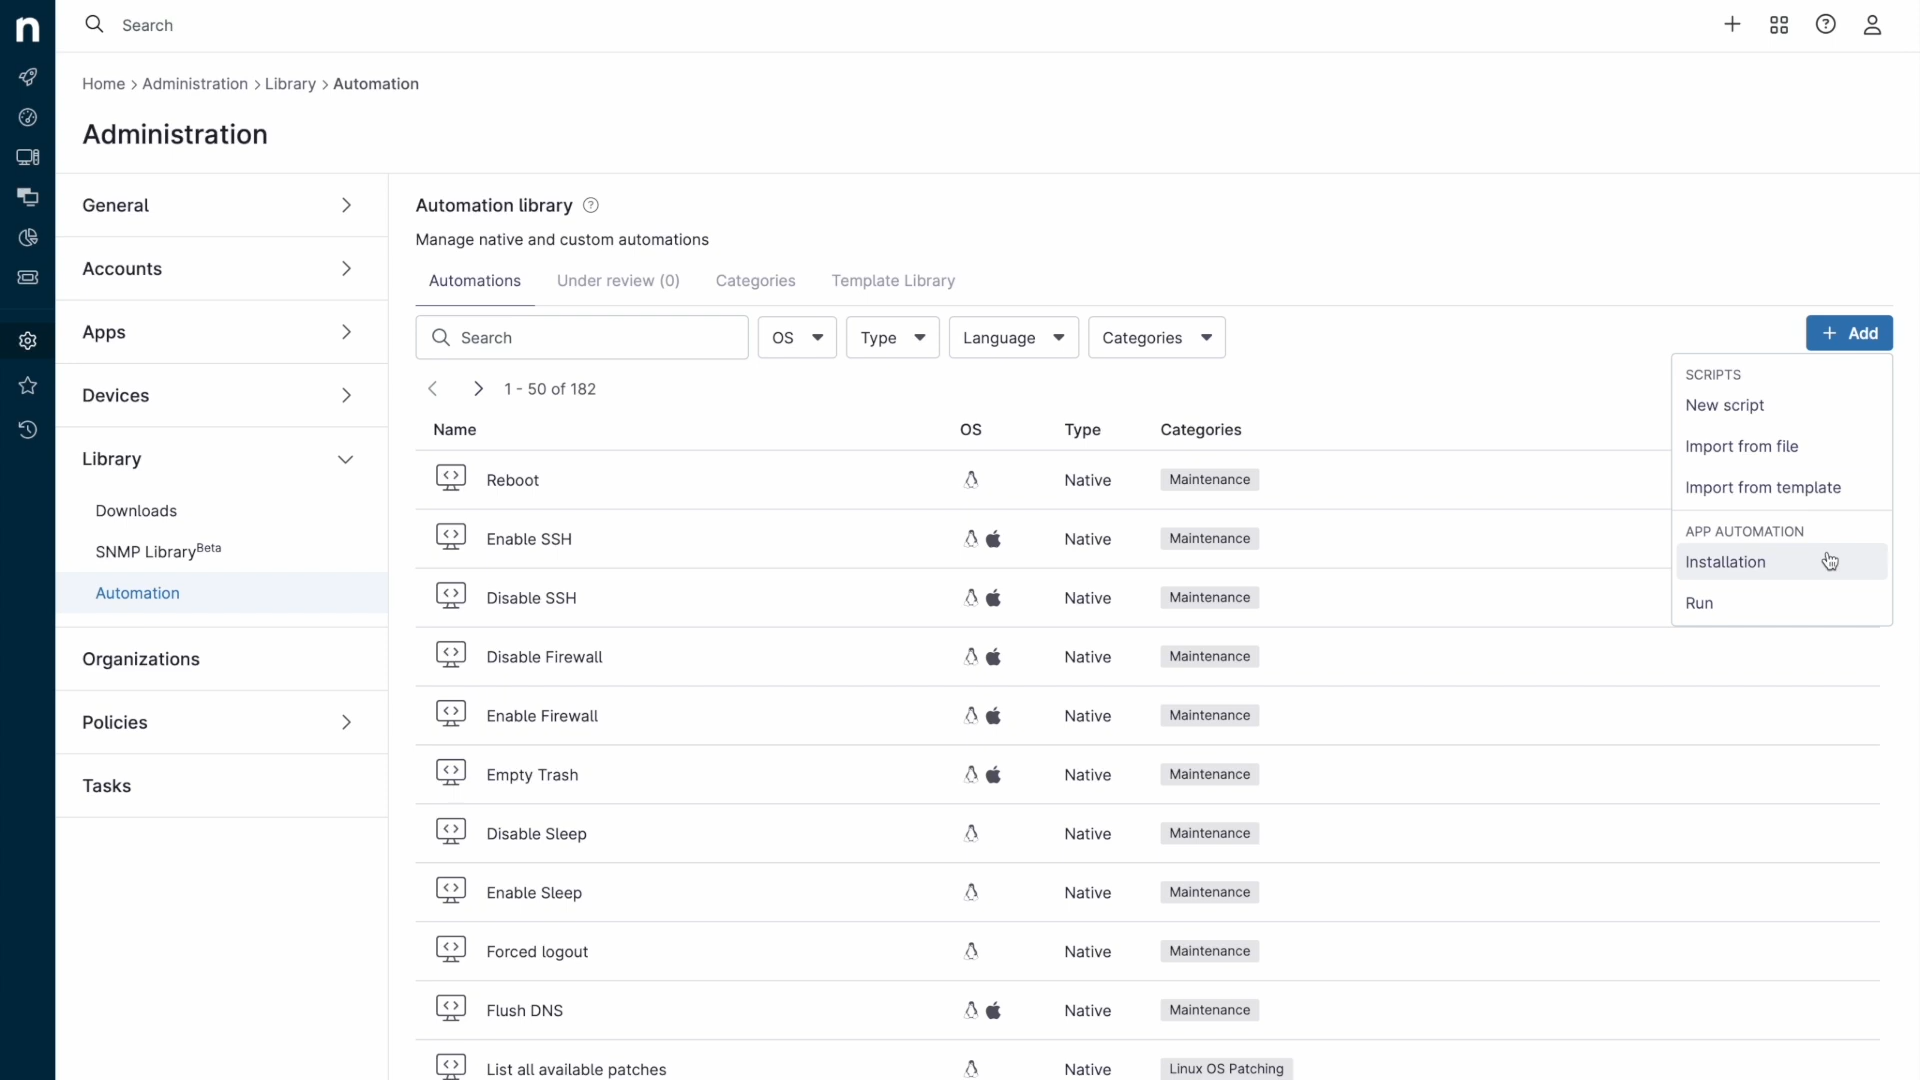 n
Search
Home > Administration > Library > Automation
Administration
General
Accounts
Apps
Devices
Library
Downloads
SNMP Library Beta
Automation
Organizations
Policies
Tasks
Automation library ?
Manage native and custom automations
Automations Under review (0) Categories Template Library
Search OS Type Language Categories
+ Add
1 - 50 of 182
SCRIPTS
New script
Import from file
Import from template
APP AUTOMATION
Installation
Run
Name OS Type Categories
Reboot Native Maintenance
Enable SSH Native Maintenance
Disable SSH Native Maintenance
Disable Firewall Native Maintenance
Enable Firewall Native Maintenance
Empty Trash Native Maintenance
Disable Sleep Native Maintenance
Enable Sleep Native Maintenance
Forced logout Native Maintenance
Flush DNS Native Maintenance
List all available patches Native Linux OS Patching